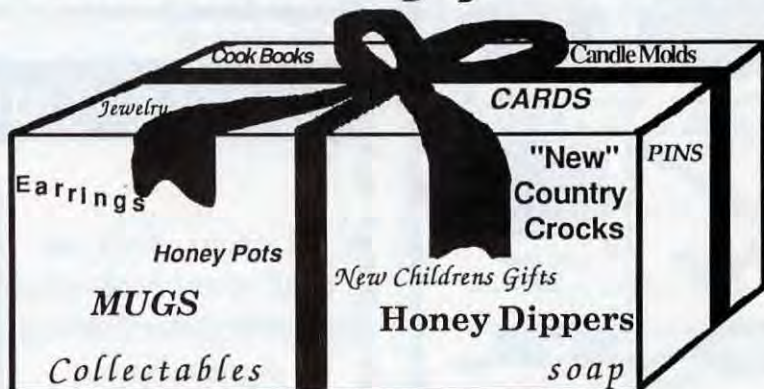 Cook Books
Candle Molds
Jewelry
CARDS
"New"
Country
Crocks
PINS
Earrings
Honey Pots
New Childrens Gifts
MUGS
Honey Dippers
Collectables
soap